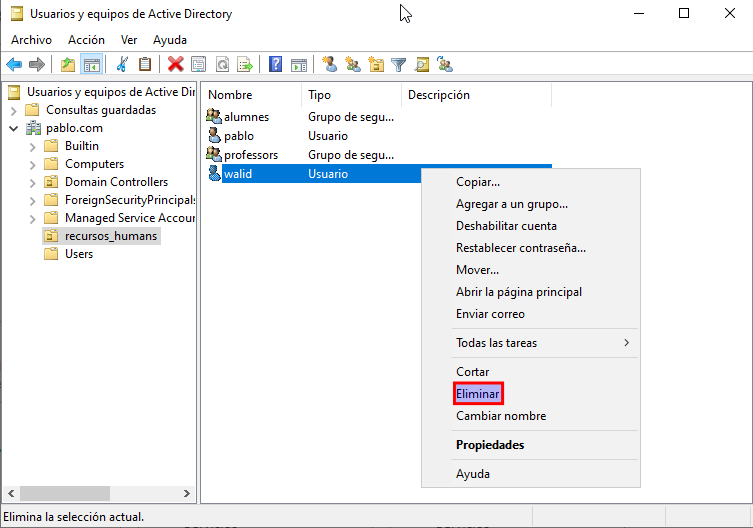 Usuarios y equipos de Active Directory
Archivo Acción Ver Ayuda
Usuarios y equipos de Active Dir
Consultas guardadas
pablo.com
Builtin
Computers
Domain Controllers
ForeignSecurityPrincipals
Managed Service Accoun
recursos_humans
Users
Nombre Tipo Descripción
alumnes Grupo de segu...
pablo Usuario
professors Grupo de segu...
walid Usuario
Copiar...
Agregar a un grupo...
Deshabilitar cuenta
Restablecer contraseña...
Mover...
Abrir la página principal
Enviar correo
Todas las tareas
Cortar
Eliminar
Cambiar nombre
Propiedades
Ayuda
Elimina la selección actual.